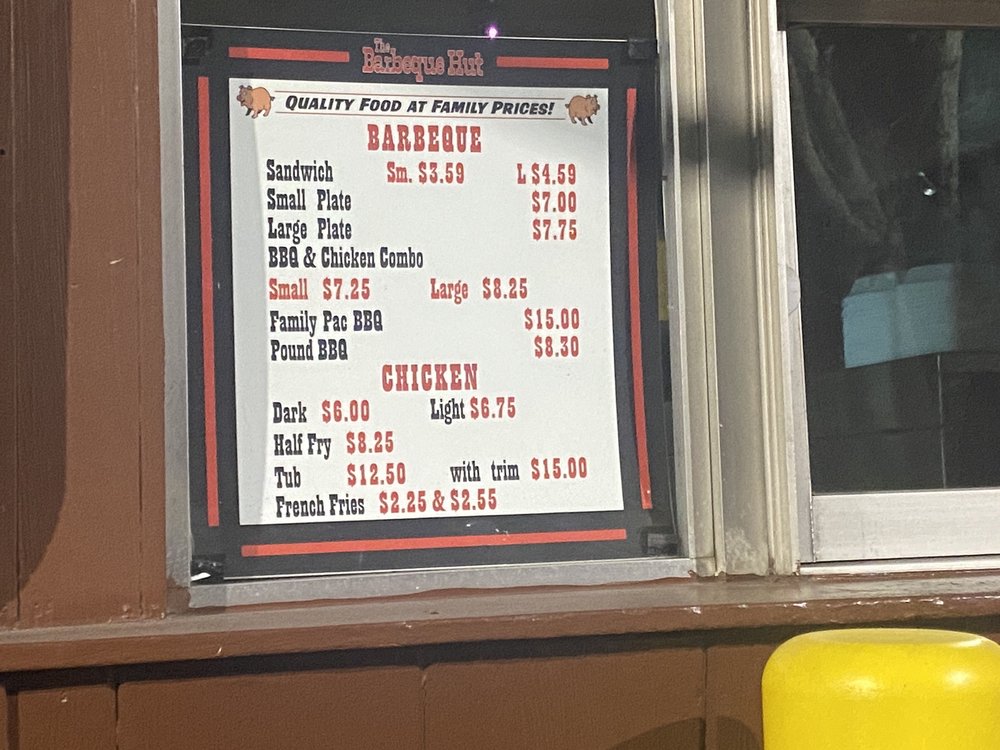 The
Barbeque Hut
QUALITY FOOD AT FAMILY PRICES!
BARBEQUE
Sandwich Sm. $3.59 L $4.59
Small Plate $7.00
Large Plate $7.75
BBQ & Chicken Combo
Small $7.25 Large $8.25
Family Pac BBQ $15.00
Pound BBQ $8.30
CHICKEN
Dark $6.00 Light $6.75
Half Fry $8.25
Tub $12.50 with trim $15.00
French Fries $2.25 & $2.55